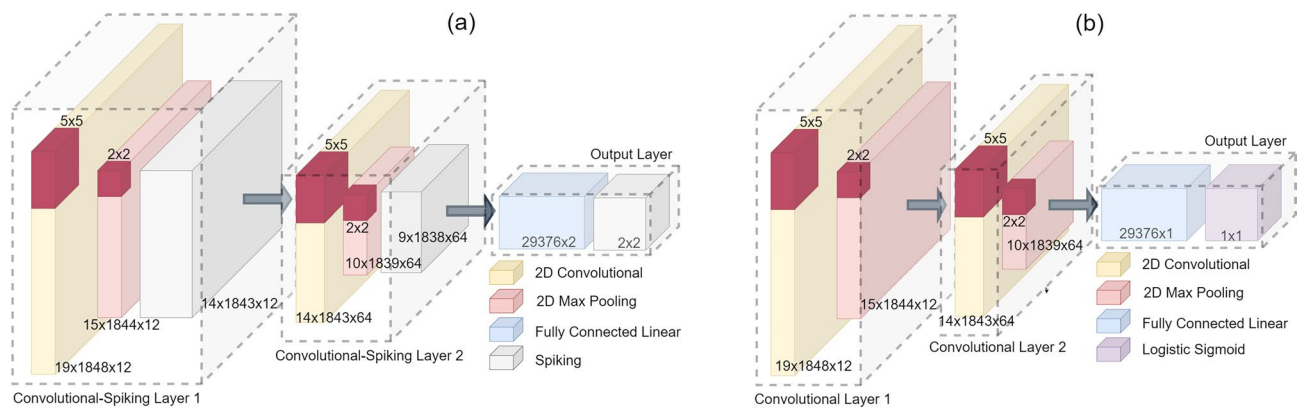 (a)
5x5
2x2
5x5
2x2
Output Layer
29376x2
2x2
9x1838x64
10x1839x64
14x1843x12
15x1844x12
14x1843x64
19x1848x12
Convolutional-Spiking Layer 1
Convolutional-Spiking Layer 2
2D Convolutional
2D Max Pooling
Fully Connected Linear
Spiking
(b)
5x5
2x2
5x5
2x2
Output Layer
29376x1
1x1
10x1839x64
15x1844x12
14x1843x64
19x1848x12
Convolutional Layer 1
Convolutional Layer 2
2D Convolutional
2D Max Pooling
Fully Connected Linear
Logistic Sigmoid